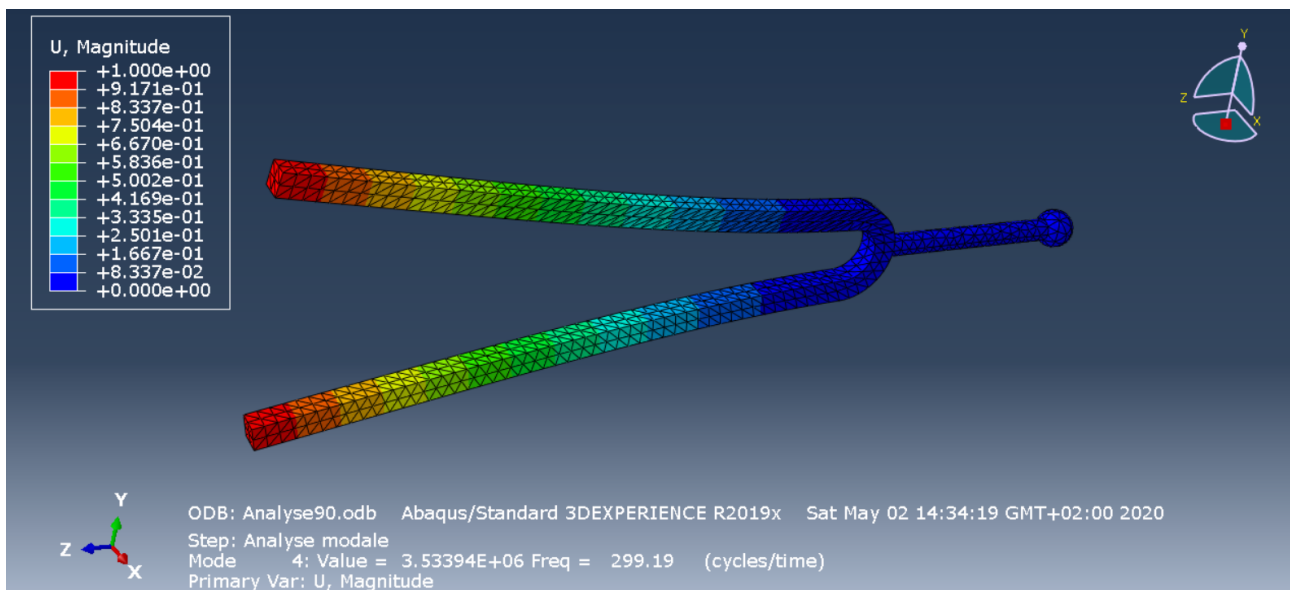 U, Magnitude
+1.000e+00
+9.171e-01
+8.337e-01
+7.504e-01
+6.670e-01
+5.836e-01
+5.002e-01
+4.169e-01
+3.335e-01
+2.501e-01
+1.667e-01
+8.337e-02
+0.000e+00
Y
Z
X
Y
Z
X
ODB: Analyse90.odb Abaqus/Standard 3DEXPERIENCE R2019x Sat May 02 14:34:19 GMT+02:00 2020
Step: Analyse modale
Mode 4: Value = 3.53394E+06 Freq = 299.19 (cycles/time)
Primary Var: U, Magnitude